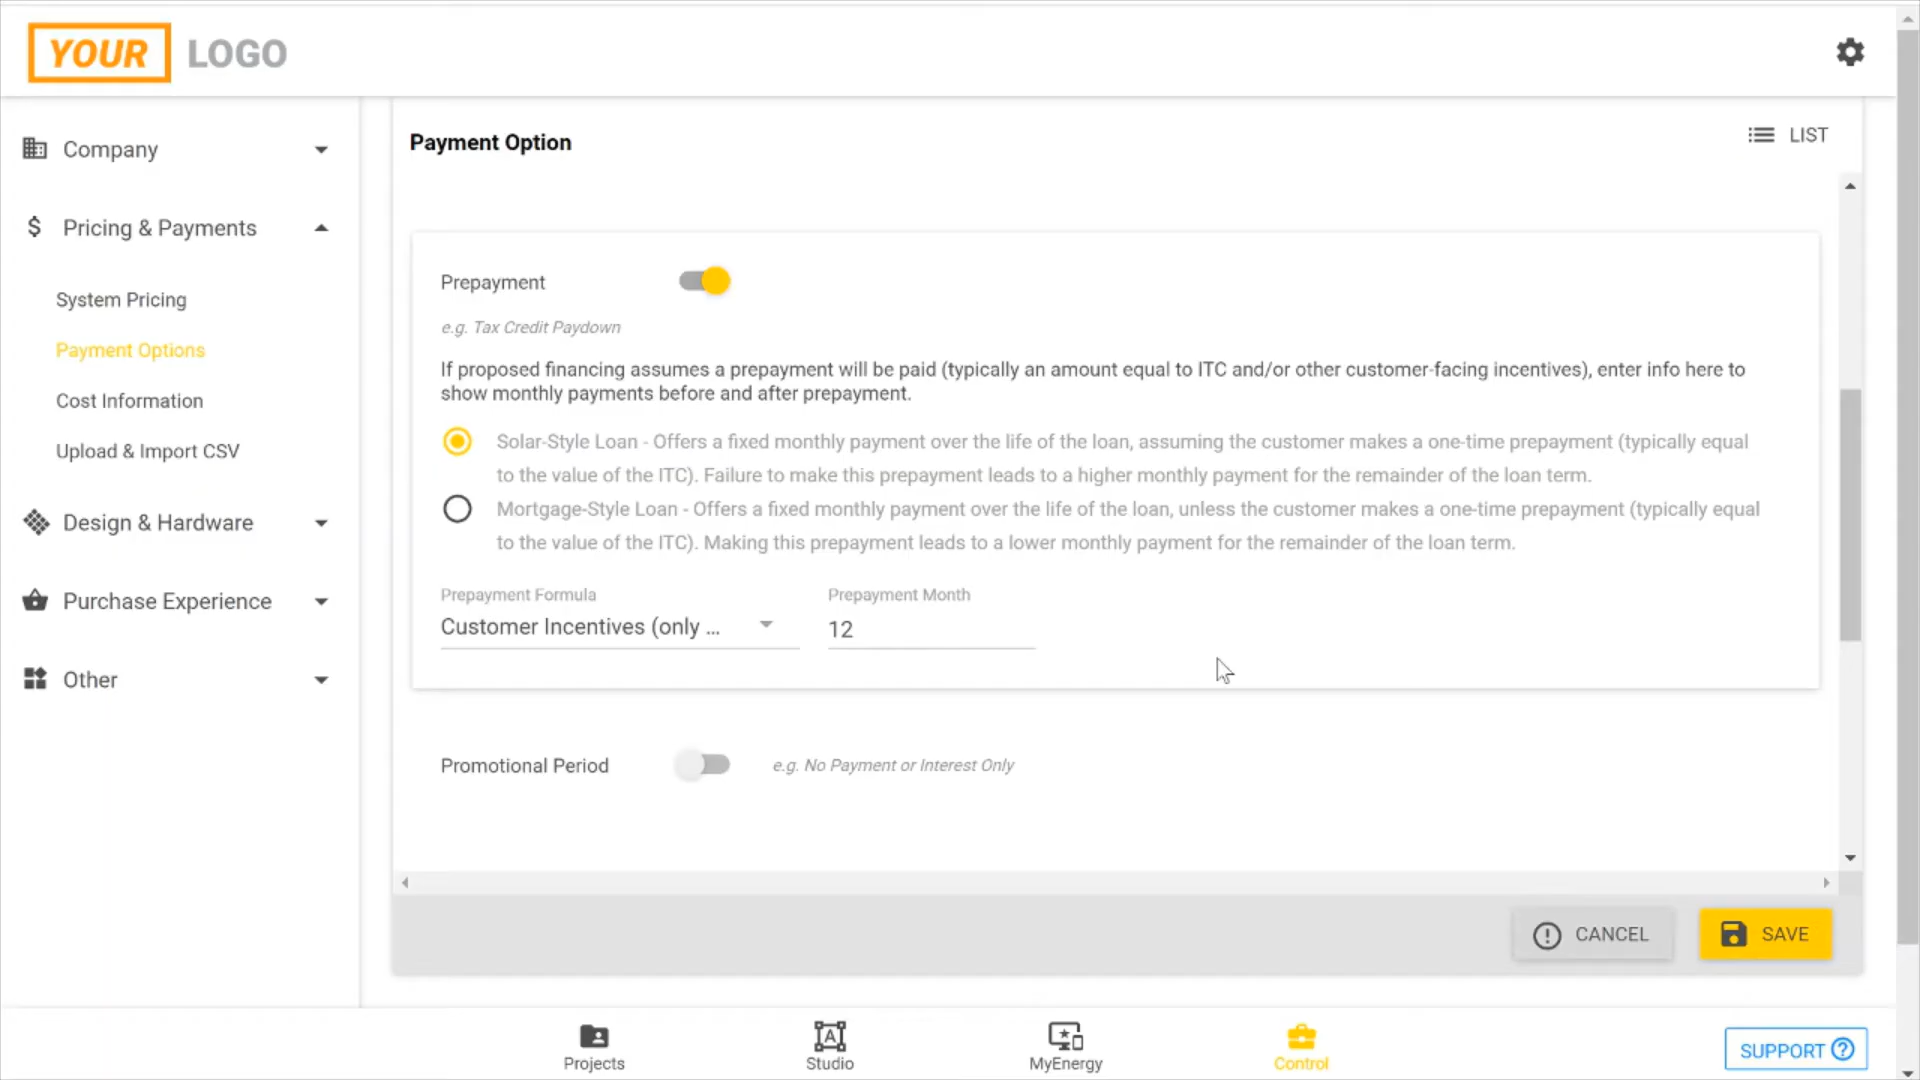 YOUR LOGO
Company
Pricing & Payments
System Pricing
Payment Options
Cost Information
Upload & Import CSV
Design & Hardware
Purchase Experience
Other
Payment Option
LIST
Prepayment
e.g. Tax Credit Paydown
If proposed financing assumes a prepayment will be paid (typically an amount equal to ITC and/or other customer-facing incentives), enter info here to
show monthly payments before and after prepayment.
Solar-Style Loan - Offers a fixed monthly payment over the life of the loan, assuming the customer makes a one-time prepayment (typically equal
to the value of the ITC). Failure to make this prepayment leads to a higher monthly payment for the remainder of the loan term.
Mortgage-Style Loan - Offers a fixed monthly payment over the life of the loan, unless the customer makes a one-time prepayment (typically equal
to the value of the ITC). Making this prepayment leads to a lower monthly payment for the remainder of the loan term.
Prepayment Formula
Customer Incentives (only ...
Prepayment Month
12
Promotional Period
e.g. No Payment or Interest Only
CANCEL
SAVE
Projects
Studio
MyEnergy
Control
SUPPORT